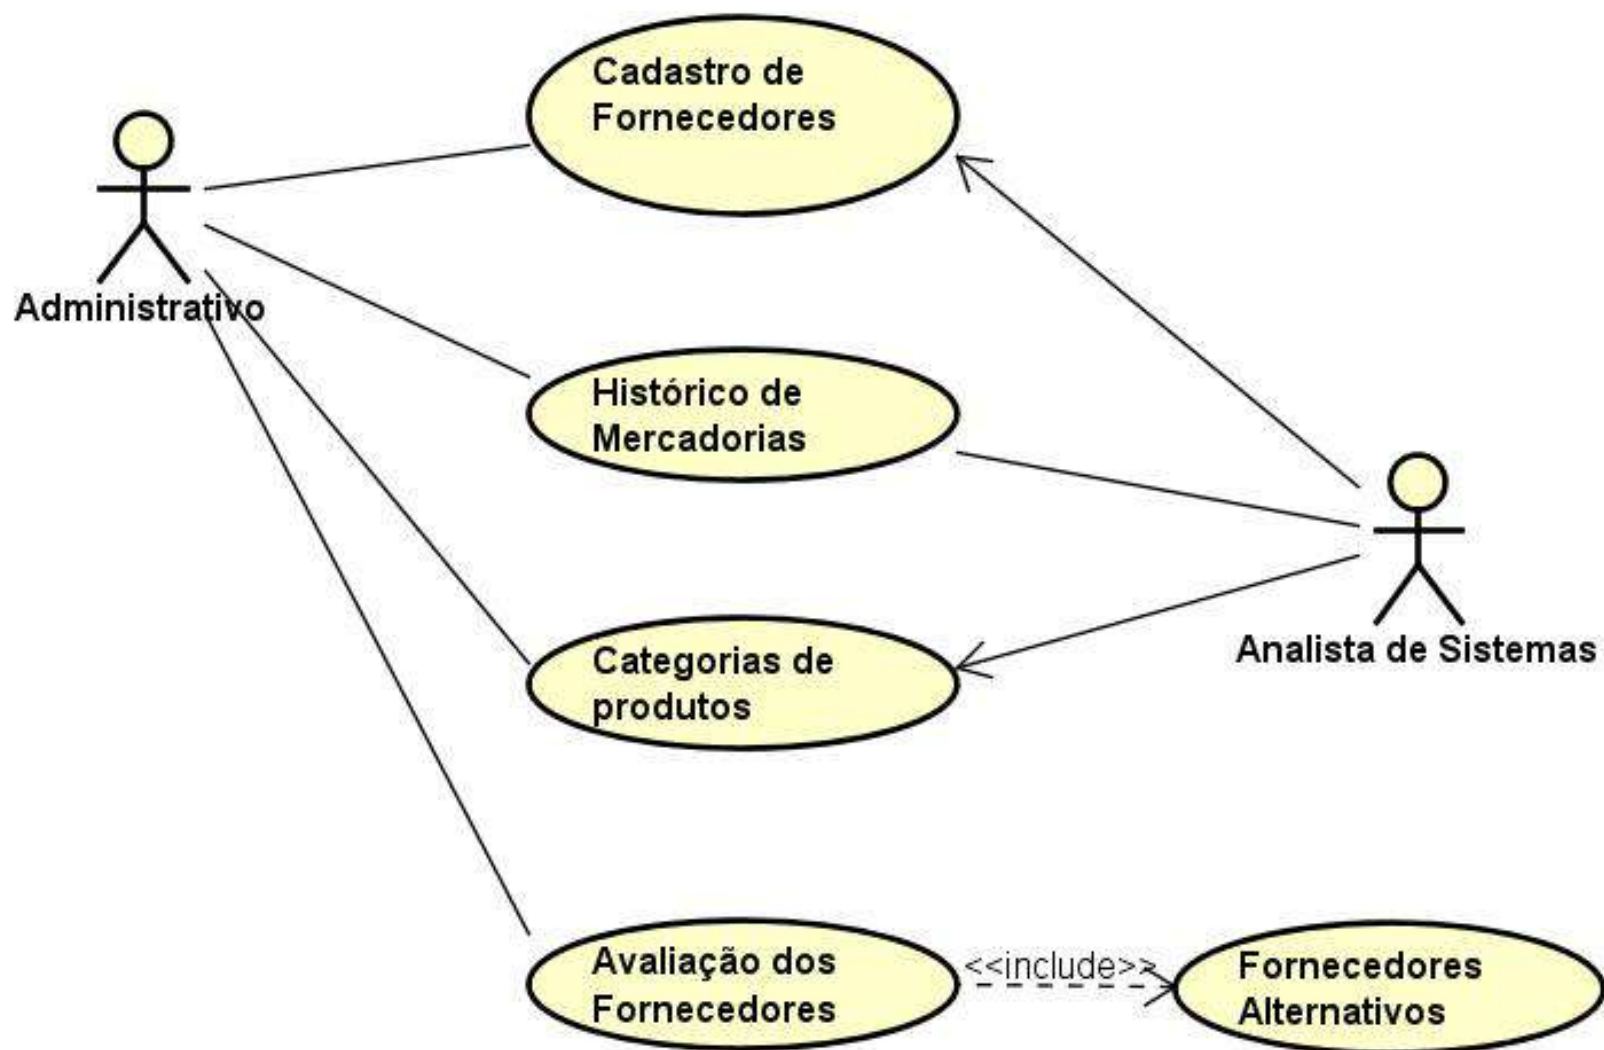 Cadastro de
Fornecedores
Administrativo
Histórico de
Mercadorias
Analista de Sistemas
Categorias de
produtos
Avaliação dos
Fornecedores
<<include>>
Fornecedores
Alternativos